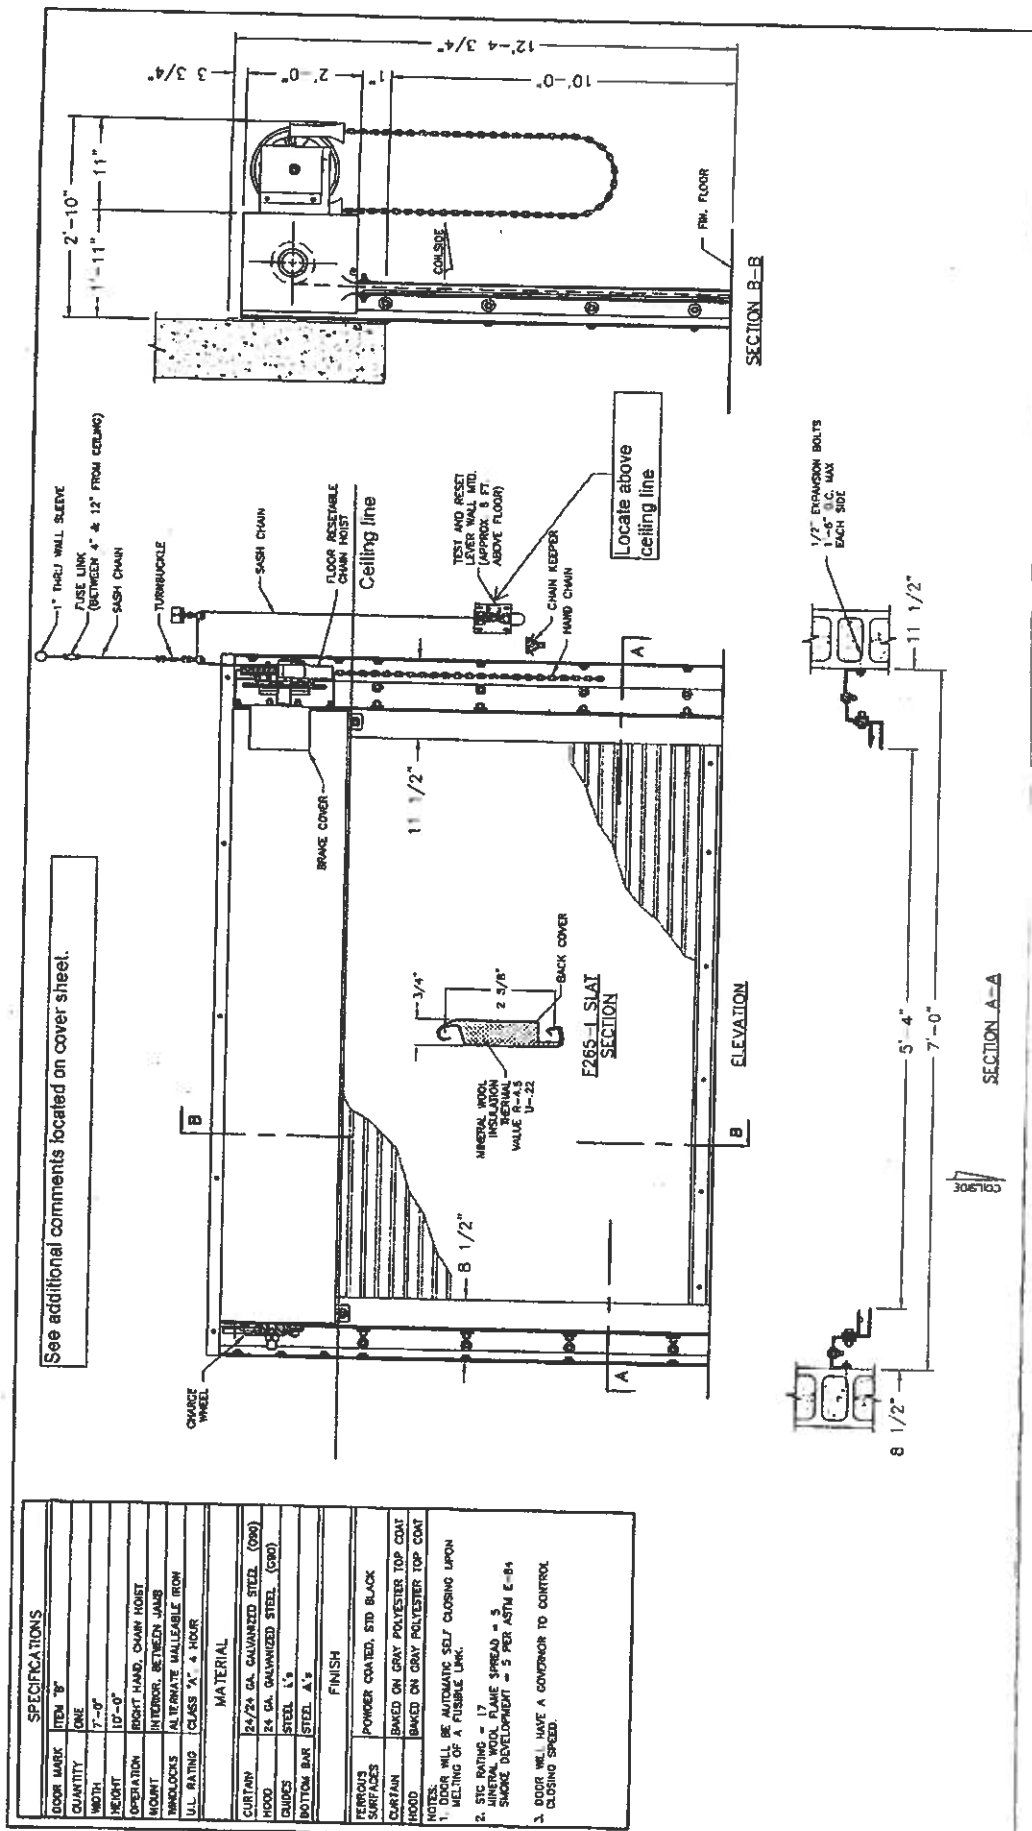 See additional comments located on cover sheet.
1" THRU WALL SLEEVE
FUSE LINK
(BETWEEN 4" & 12" FROM CEILING)
SASH CHAIN
TURNBUCKLE
SASH CHAIN
FLOOR RESETABLE
CHAIN HOIST
Ceiling line
TEST AND RESET
LEVER WALL MTD.
(APPROX. 5 FT.
ABOVE FLOOR)
Locate above
ceiling line
CHAIN KEEPER
HAND CHAIN
BRAKE COVER
CHARGE
WHEEL
11 1/2"
8 1/2"
A
A
B
B
3/4"
2 5/8"
BACK COVER
MINERAL WOOL
INSULATION
THERMAL
VALUE R=4.5
U=.22
F265-I SLAT
SECTION
ELEVATION
2'-10"
1'-11"
11"
3 3/4"
2'-0"
1"
10'-0"
12'-4 3/4"
COIL SIDE
FIN. FLOOR
SECTION B-B
1/2" EXPANSION BOLTS
1'-6" O.C. MAX
EACH SIDE
11 1/2"
8 1/2"
5'-4"
7'-0"
COILSIDE
SECTION A-A
SPECIFICATIONS
DOOR MARK ITEM "B"
QUANTITY ONE
WIDTH 7'-0"
HEIGHT 10'-0"
OPERATION RIGHT HAND, CHAIN HOIST
MOUNT INTERIOR, BETWEEN JAMB
WINDLOCKS ALTERNATE MALLEABLE IRON
U.L. RATING CLASS "A" 4 HOUR
MATERIAL
CURTAIN 24/24 GA. GALVANIZED STEEL (G90)
HOOD 24 GA. GALVANIZED STEEL (G90)
GUIDES STEEL
BOTTOM BAR STEEL
FINISH
FERROUS
SURFACES POWDER COATED, STD BLACK
CURTAIN BAKED ON GRAY POLYESTER TOP COAT
HOOD BAKED ON GRAY POLYESTER TOP COAT
NOTES:
1. DOOR WILL BE AUTOMATIC SELF CLOSING UPON
MELTING OF A FUSIBLE LINK.
2. STC RATING = 17
MINERAL WOOL FLAME SPREAD = 5
SMOKE DEVELOPMENT = 5 PER ASTM E-84
3. DOOR WILL HAVE A GOVERNOR TO CONTROL
CLOSING SPEED.